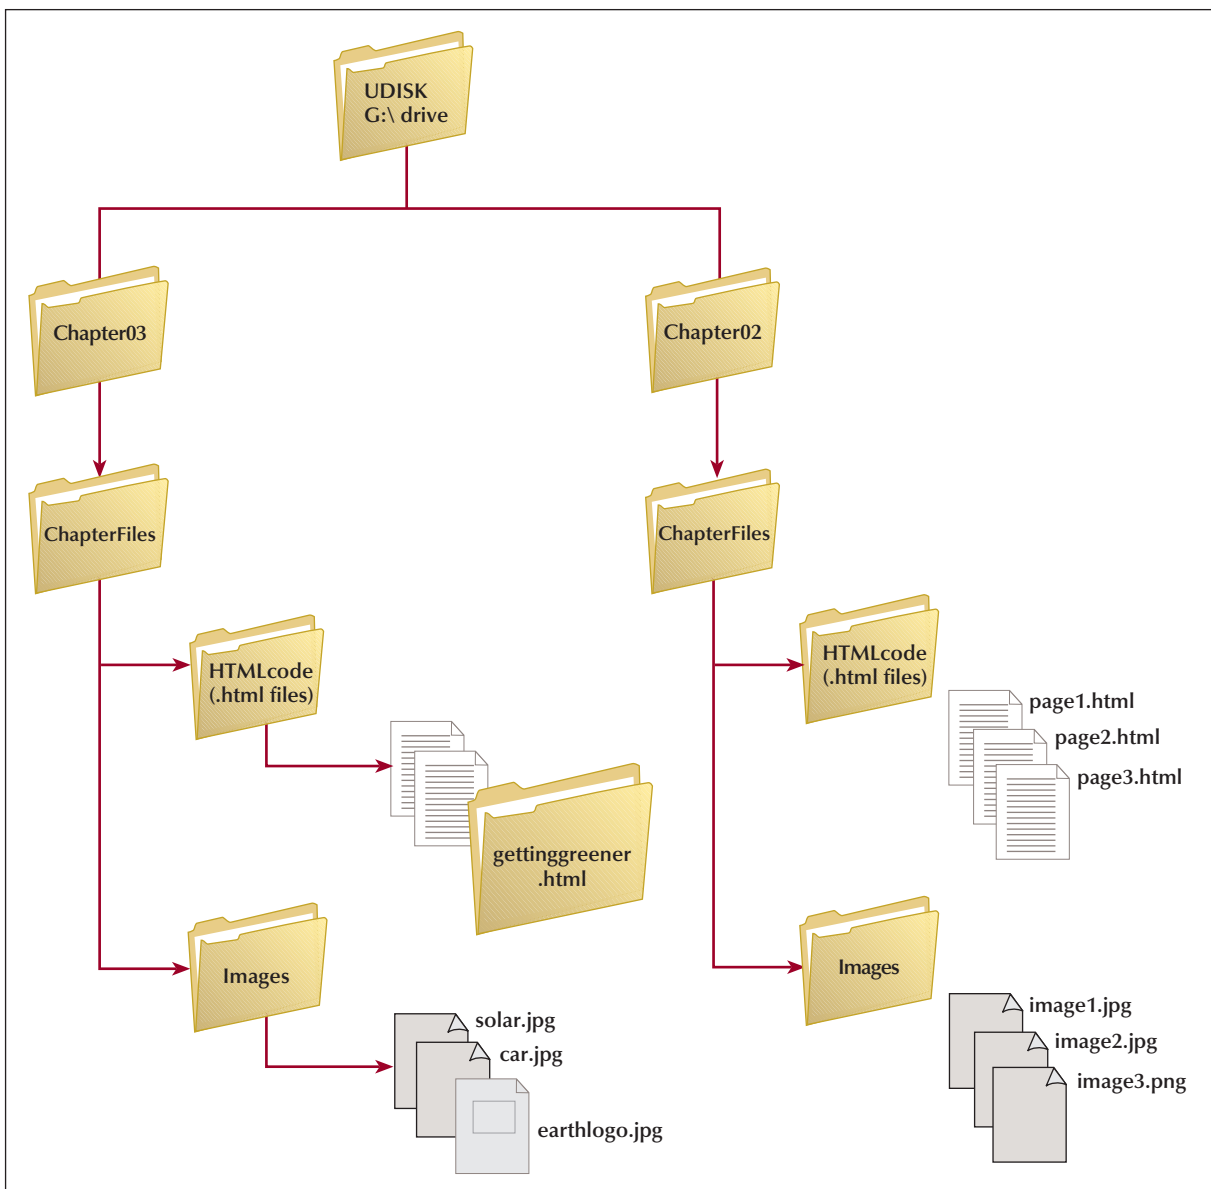 UDISK
G:\ drive
Chapter03
Chapter02
ChapterFiles
ChapterFiles
HTMLcode
(.html files)
HTMLcode
(.html files)
page1.html
page2.html
page3.html
gettinggreener
.html
Images
Images
solar.jpg
car.jpg
earthlogo.jpg
image1.jpg
image2.jpg
image3.png